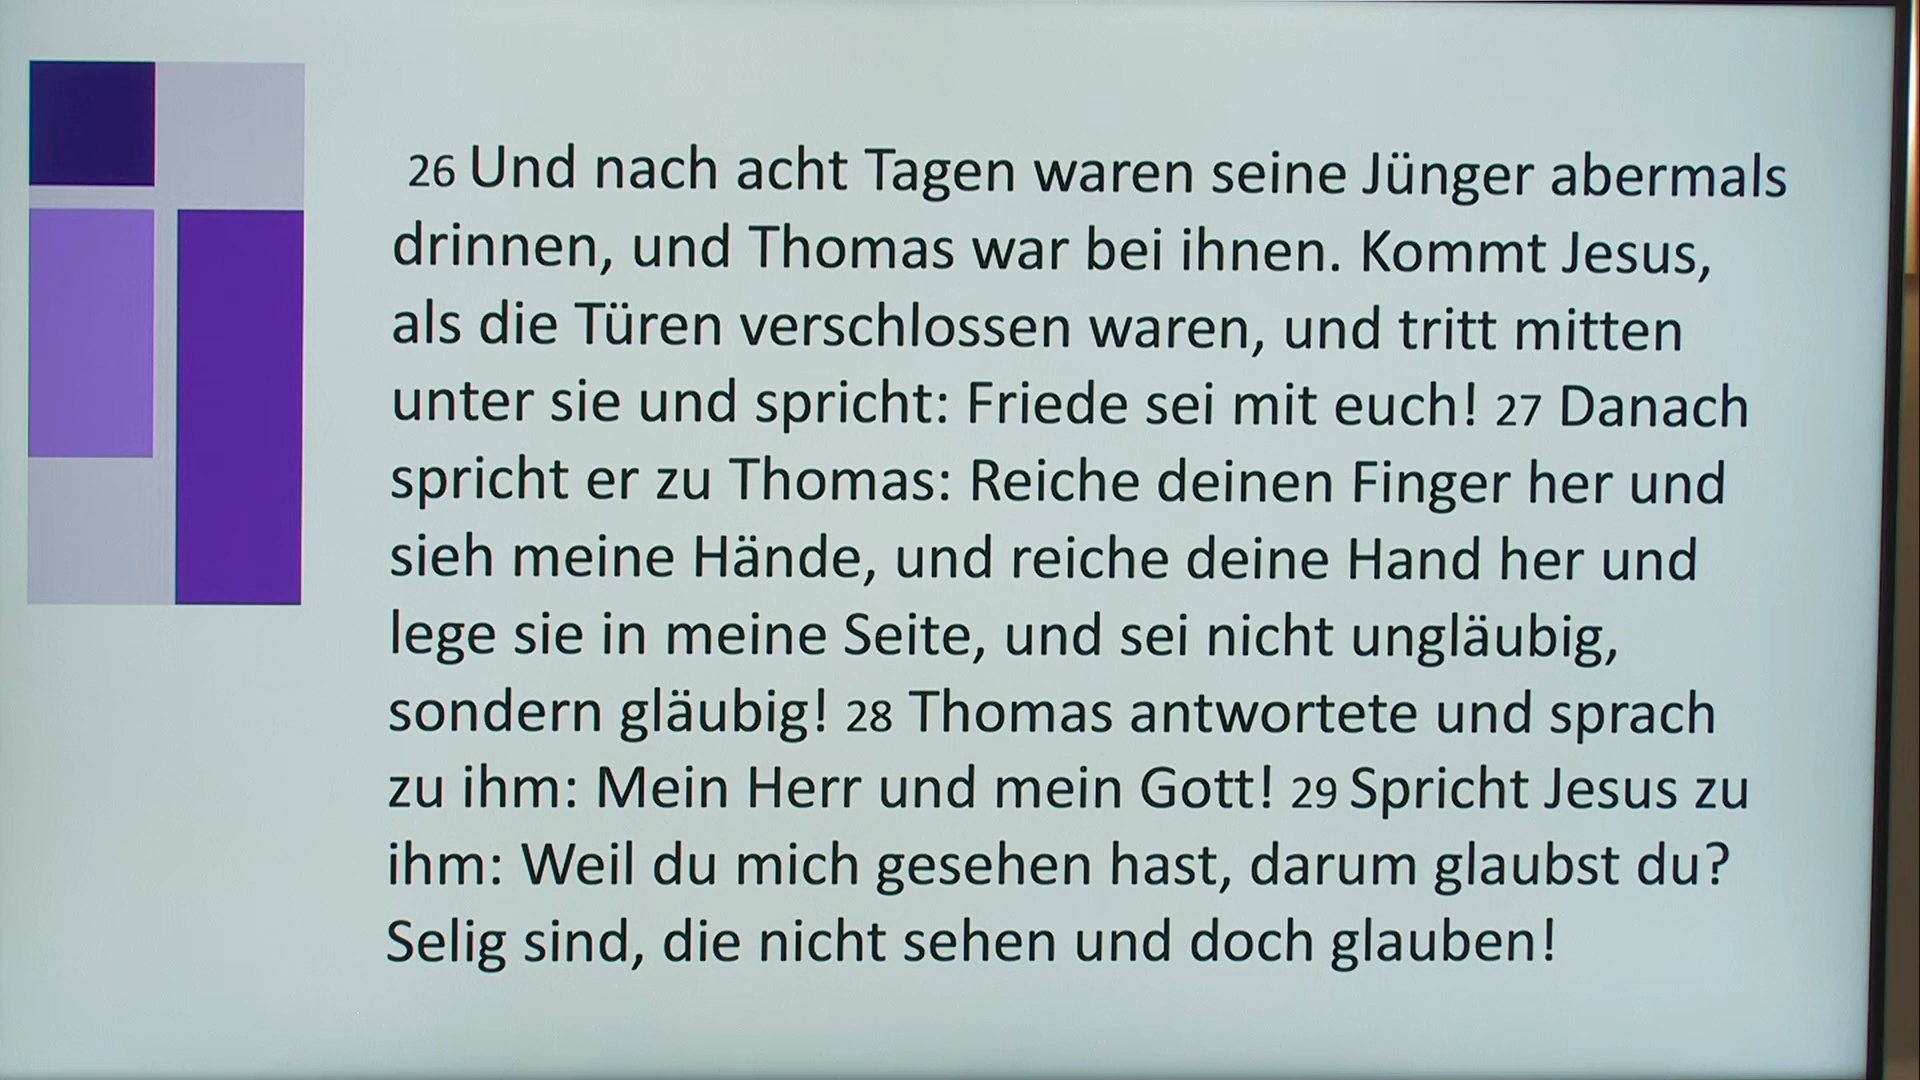 26 Und nach acht Tagen waren seine Jünger abermals
drinnen, und Thomas war bei ihnen. Kommt Jesus,
als die Türen verschlossen waren, und tritt mitten
unter sie und spricht: Friede sei mit euch! 27 Danach
spricht er zu Thomas: Reiche deinen Finger her und
sieh meine Hände, und reiche deine Hand her und
lege sie in meine Seite, und sei nicht ungläubig,
sondern gläubig! 28 Thomas antwortete und sprach
zu ihm: Mein Herr und mein Gott! 29 Spricht Jesus zu
ihm: Weil du mich gesehen hast, darum glaubst du?
Selig sind, die nicht sehen und doch glauben!